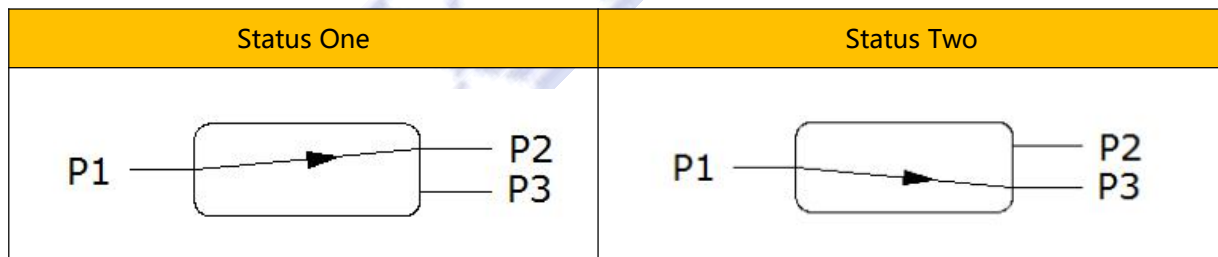 Status One
Status Two
P1
P2
P3
P1
P2
P3